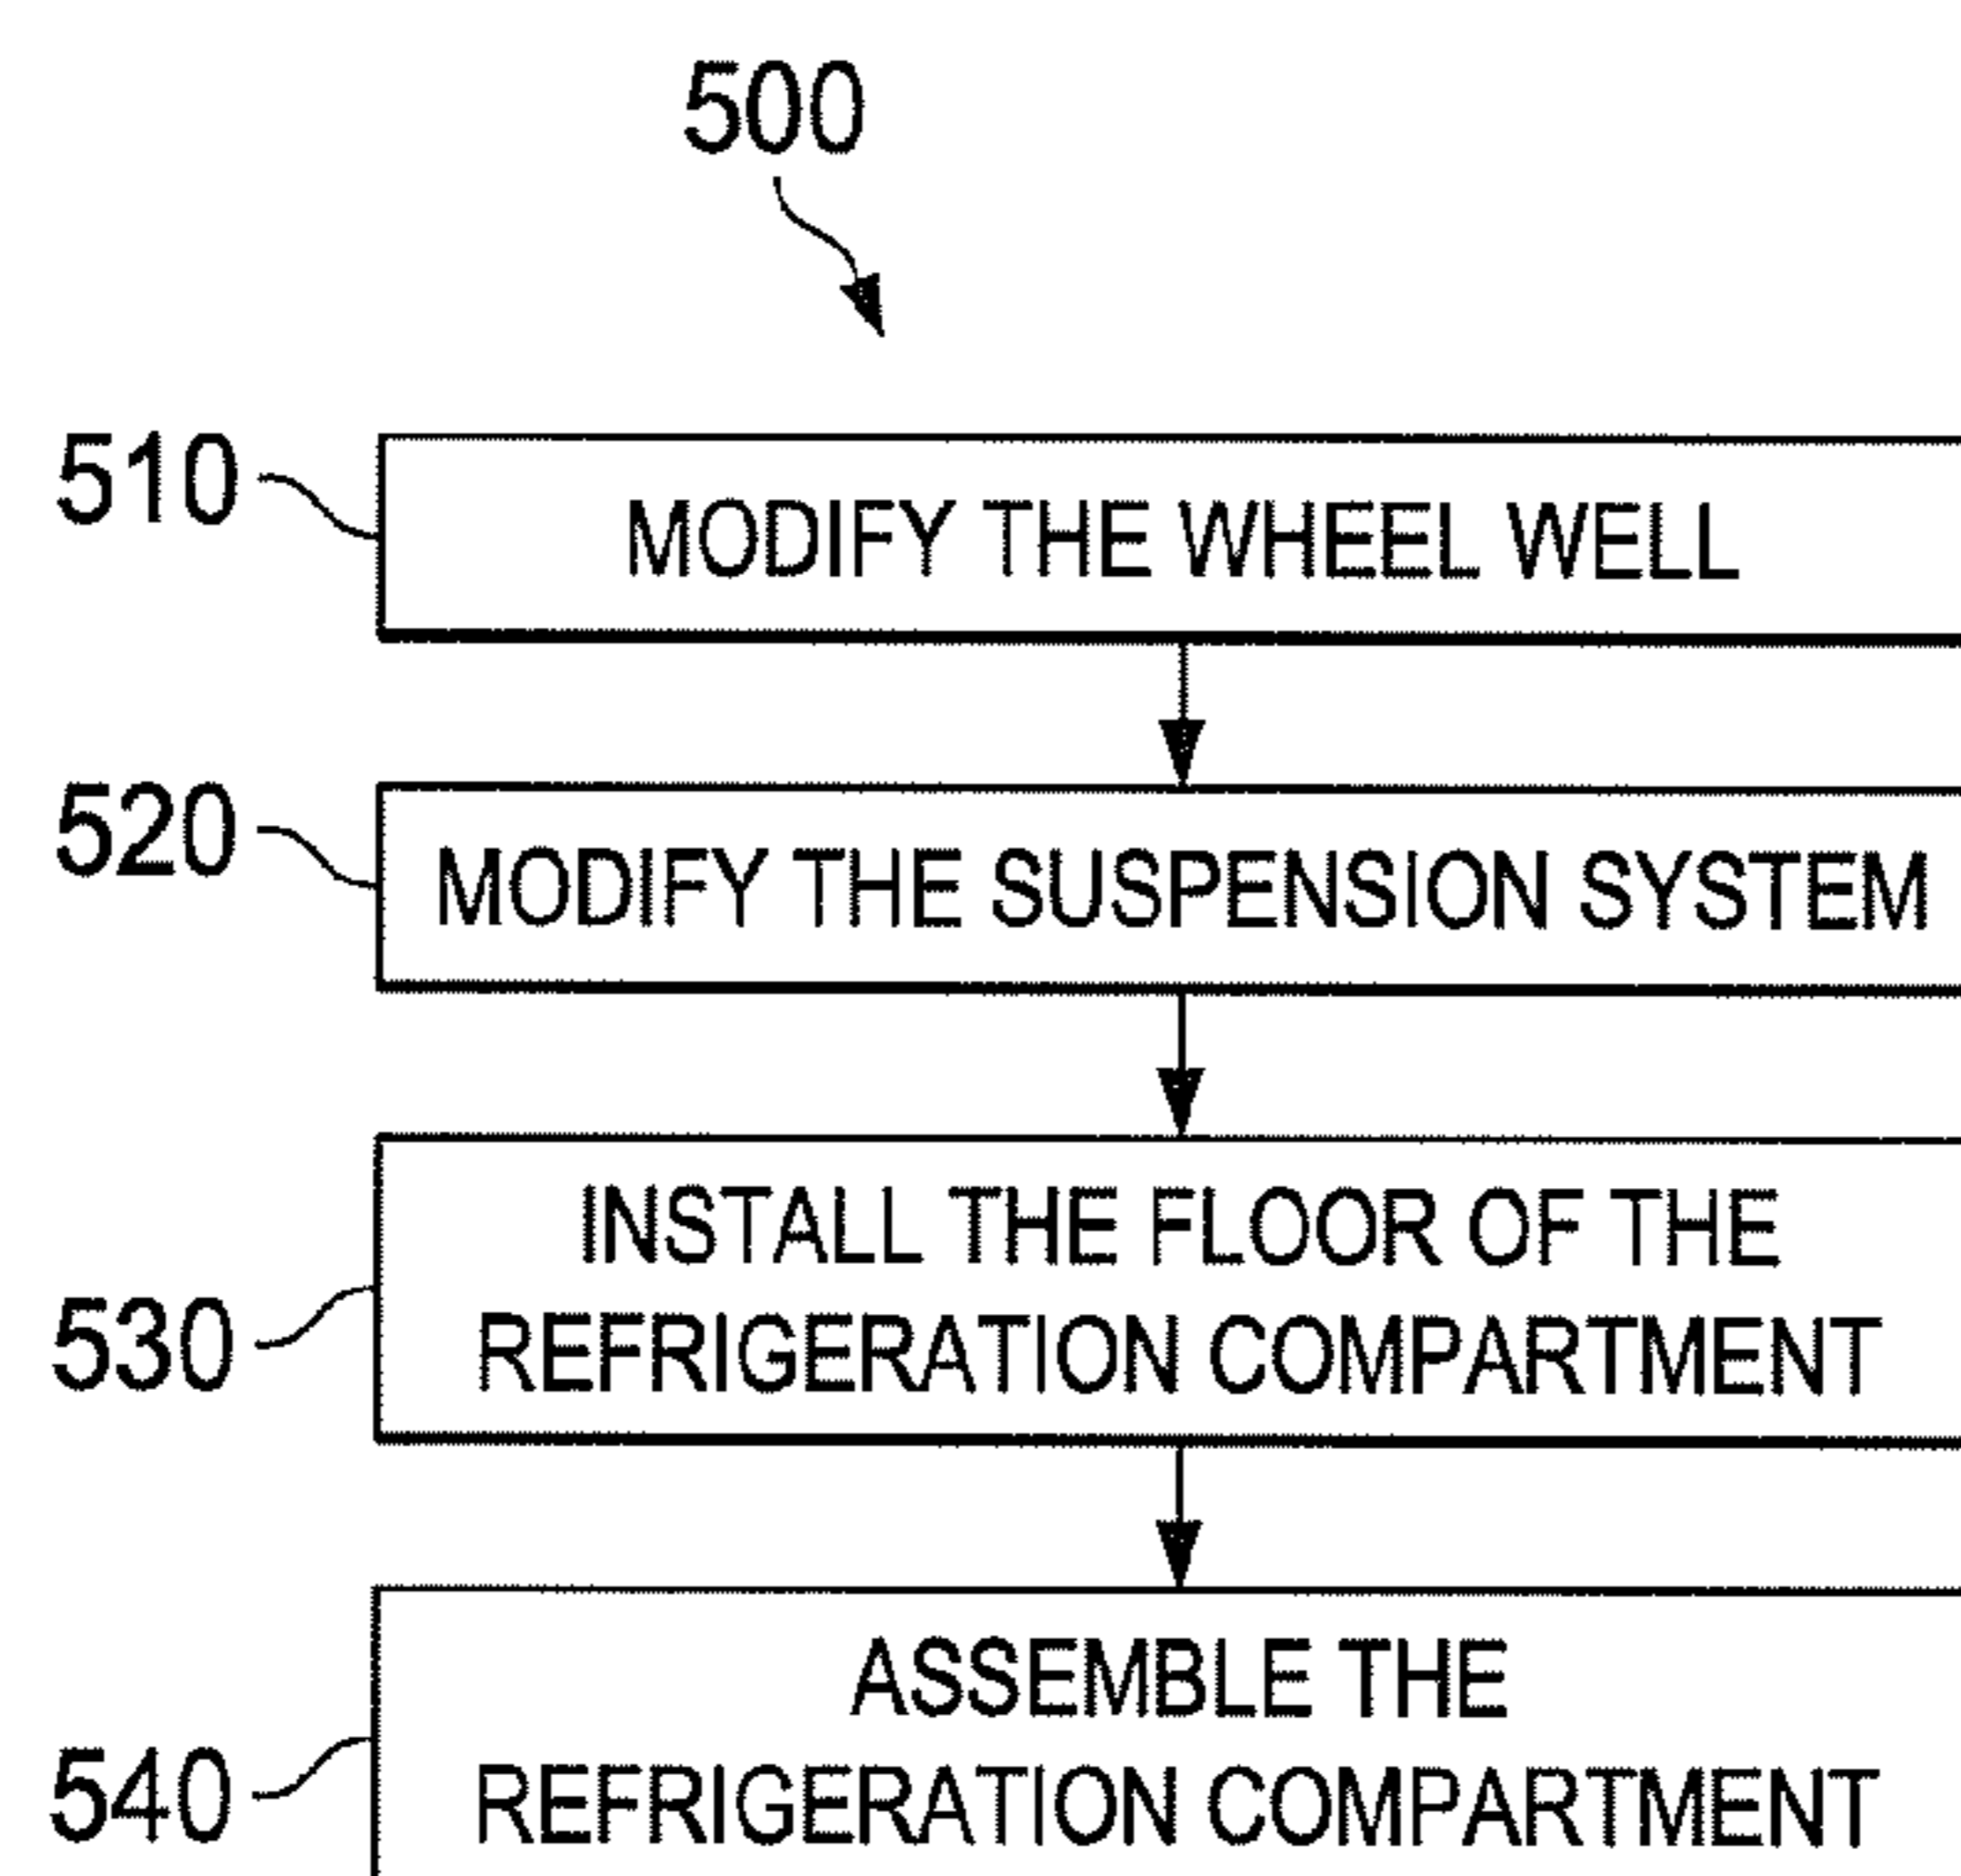 500
510
MODIFY THE WHEEL WELL
520
MODIFY THE SUSPENSION SYSTEM
INSTALL THE FLOOR OF THE
530
REFRIGERATION COMPARTMENT
ASSEMBLE THE
540
REFRIGERATION COMPARTMENT